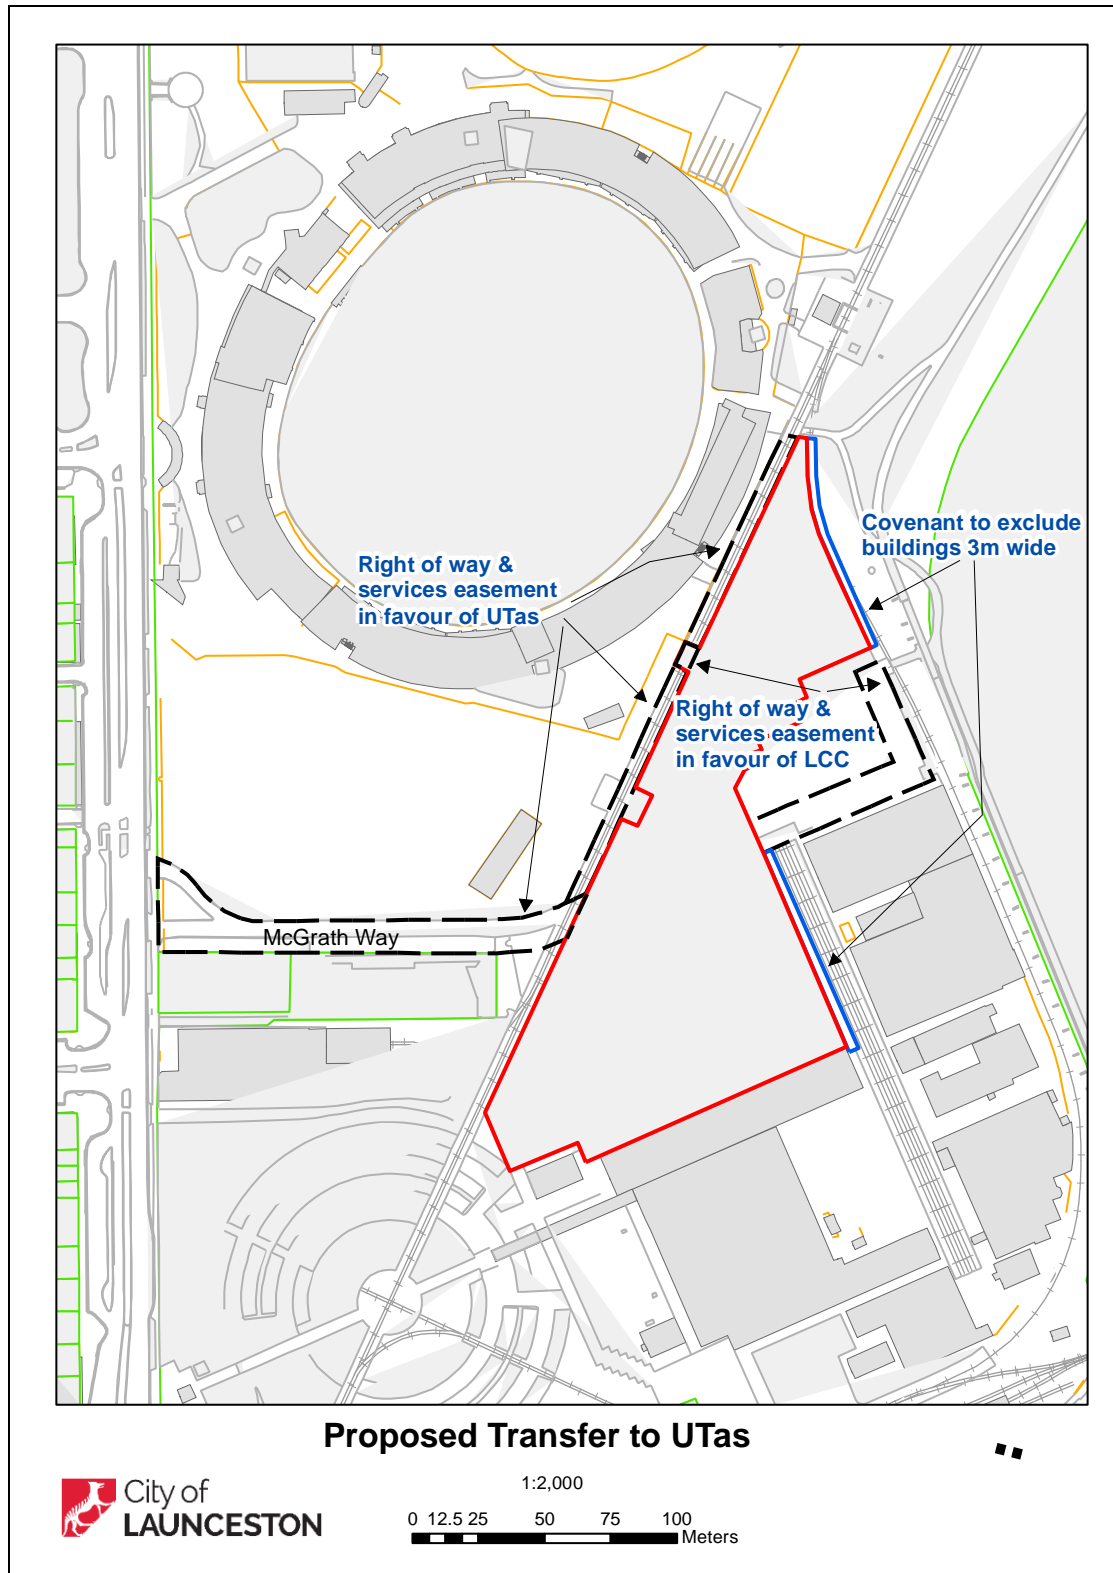 Covenant to exclude
buildings 3m wide
Right of way &
services easement
in favour of UTas
Right of way &
services easement
in favour of LCC
McGrath Way
Proposed Transfer to UTas
City of
LAUNCESTON
1:2,000
0 12.5 25 50 75 100
Meters